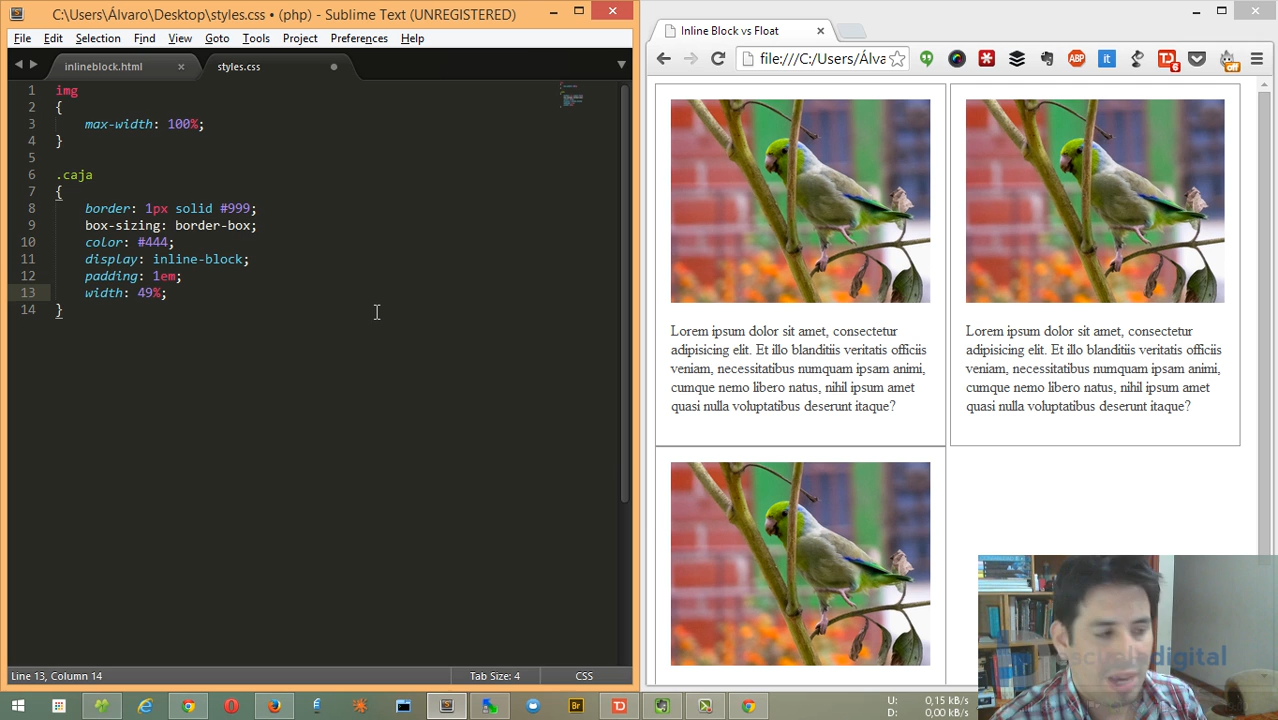 C:\Users\Álvaro\Desktop\styles.css • (php) - Sublime Text (UNREGISTERED)
File Edit Selection Find View Goto Tools Project Preferences Help
inlineblock.html × styles.css
1 img
2 {
3 max-width: 100%;
4 }
5
6 .caja
7 {
8 border: 1px solid #999;
9 box-sizing: border-box;
10 color: #444;
11 display: inline-block;
12 padding: 1em;
13 width: 49%;
14 }
Line 13, Column 14 Tab Size: 4 CSS
Inline Block vs Float ×
file:///C:/Users/Álva
ABP it 6 off
Lorem ipsum dolor sit amet, consectetur
adipisicing elit. Et illo blanditiis veritatis officiis
veniam, necessitatibus numquam ipsam animi,
cumque nemo libero natus, nihil ipsum amet
quasi nulla voluptatibus deserunt itaque?
Lorem ipsum dolor sit amet, consectetur
adipisicing elit. Et illo blanditiis veritatis officiis
veniam, necessitatibus numquam ipsam animi,
cumque nemo libero natus, nihil ipsum amet
quasi nulla voluptatibus deserunt itaque?
digital
Br
U: 0,15 kB/s
D: 0,00 kB/s